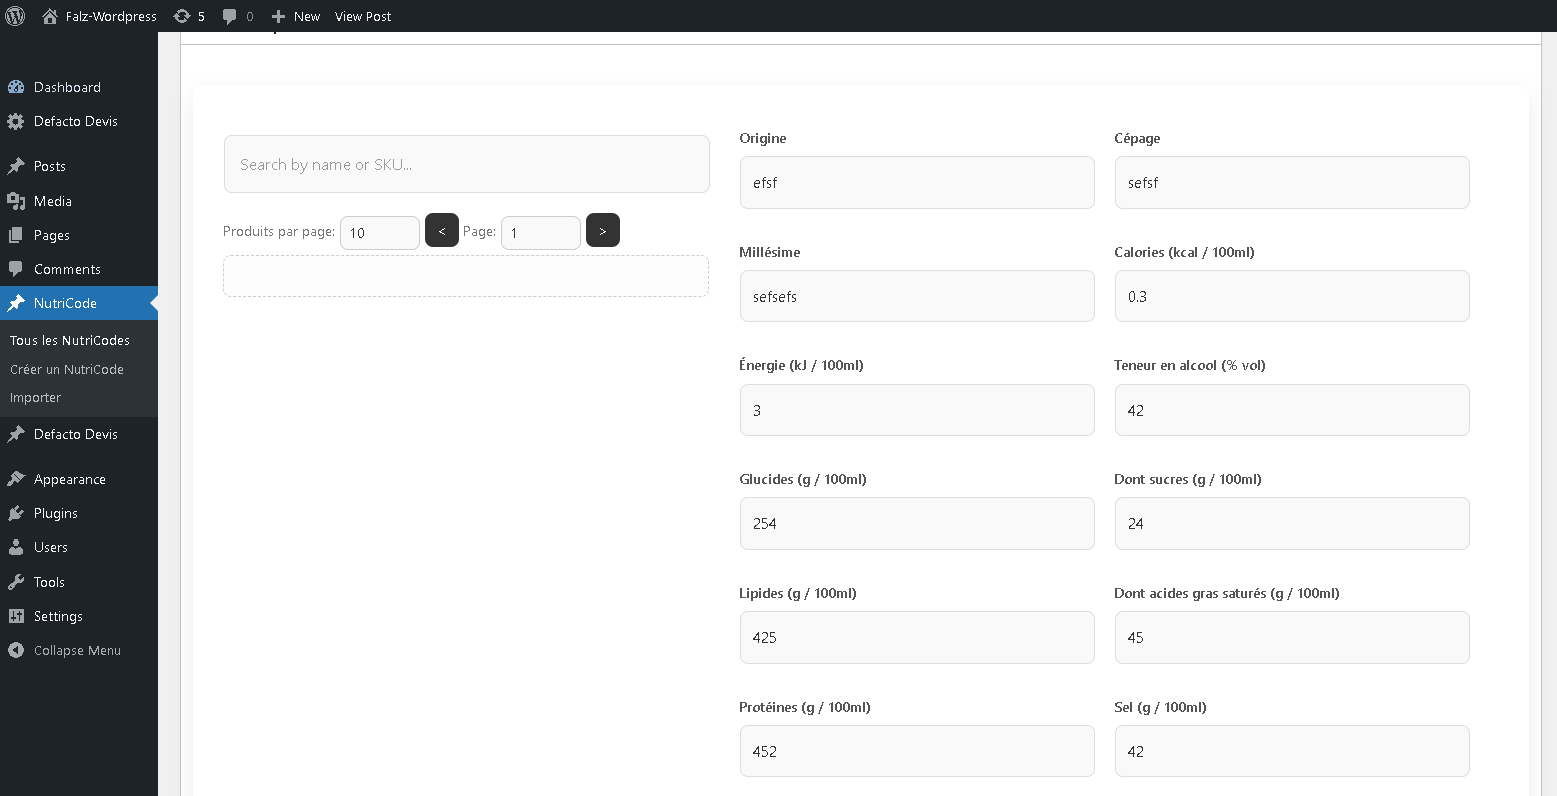 Falz-Wordpress 5 0 New View Post
Dashboard
Defacto Devis
Posts
Media
Pages
Comments
NutriCode
Tous les NutriCodes
Créer un NutriCode
Importer
Defacto Devis
Appearance
Plugins
Users
Tools
Settings
Collapse Menu
Search by name or SKU...
Produits par page: 10 < Page: 1 >
Origine
efsf
Cépage
sefsf
Millésime
sefsefs
Calories (kcal / 100ml)
0.3
Énergie (kJ / 100ml)
3
Teneur en alcool (% vol)
42
Glucides (g / 100ml)
254
Dont sucres (g / 100ml)
24
Lipides (g / 100ml)
425
Dont acides gras saturés (g / 100ml)
45
Protéines (g / 100ml)
452
Sel (g / 100ml)
42